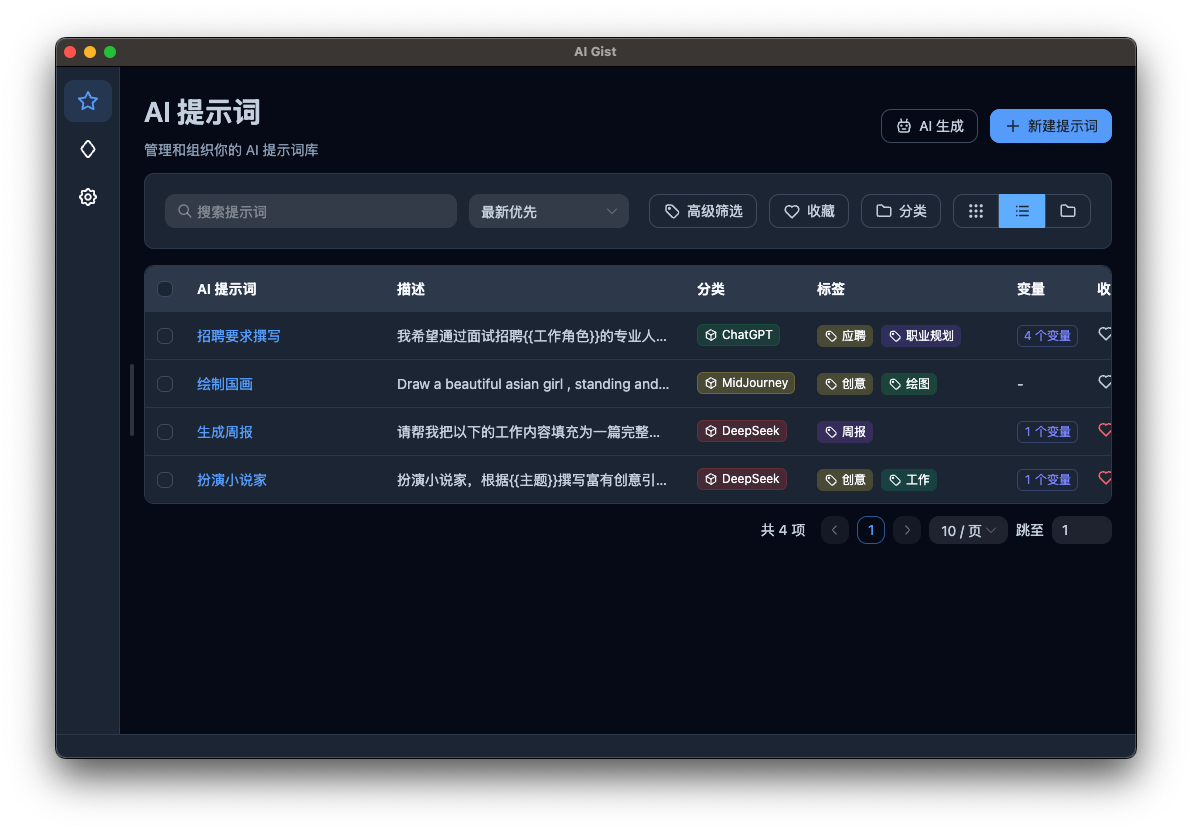 AI Gist
AI 提示词
管理和组织你的 AI 提示词库
AI 生成
新建提示词
搜索提示词
最新优先
高级筛选
收藏
分类
AI 提示词 描述 分类 标签 变量 收
招聘要求撰写 我希望通过面试招聘{{工作角色}}的专业人... ChatGPT 应聘 职业规划 4 个变量
绘制国画 Draw a beautiful asian girl , standing and... MidJourney 创意 绘图 -
生成周报 请帮我把以下的工作内容填充为一篇完整... DeepSeek 周报 1 个变量
扮演小说家 扮演小说家，根据{{主题}}撰写富有创意引... DeepSeek 创意 工作 1 个变量
共 4 项 1 10 / 页 跳至 1